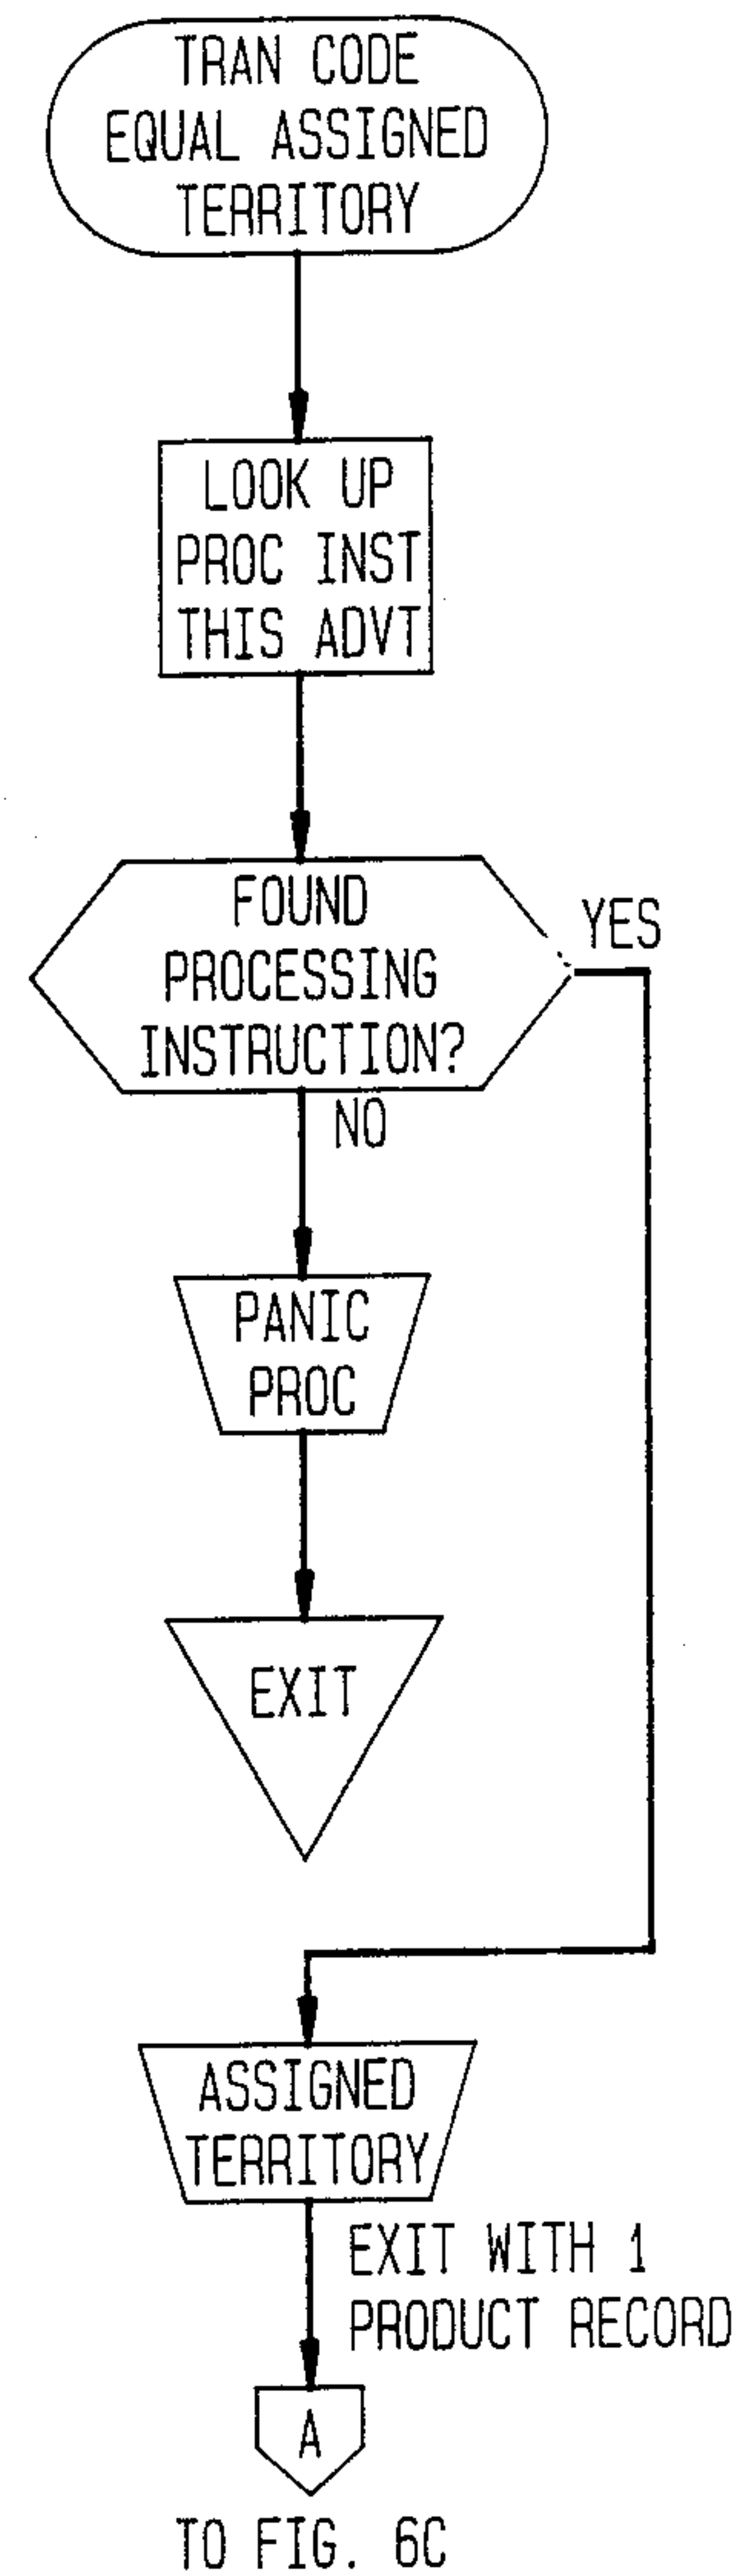 TRAN CODE
EQUAL ASSIGNED
TERRITORY
LOOK UP
PROC INST
THIS ADVT
FOUND
PROCESSING
INSTRUCTION?
YES
NO
PANIC
PROC
EXIT
ASSIGNED
TERRITORY
EXIT WITH 1
PRODUCT RECORD
A
TO FIG. 6C